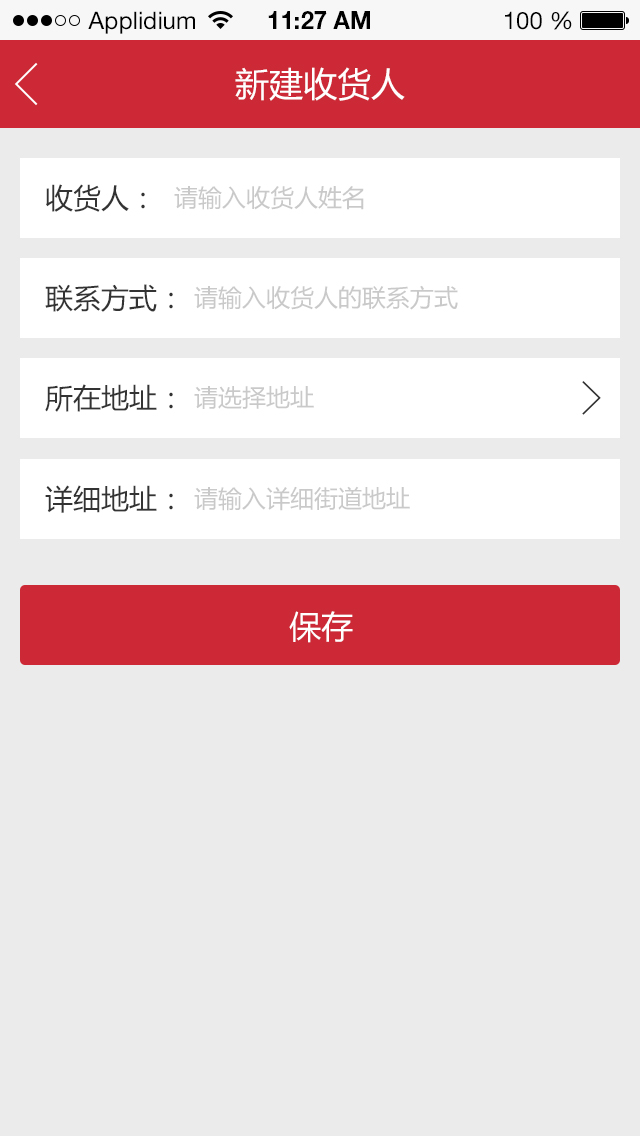 Applidium 11:27 AM 100 %
新建收货人
收货人： 请输入收货人姓名
联系方式： 请输入收货人的联系方式
所在地址： 请选择地址
详细地址： 请输入详细街道地址
保存